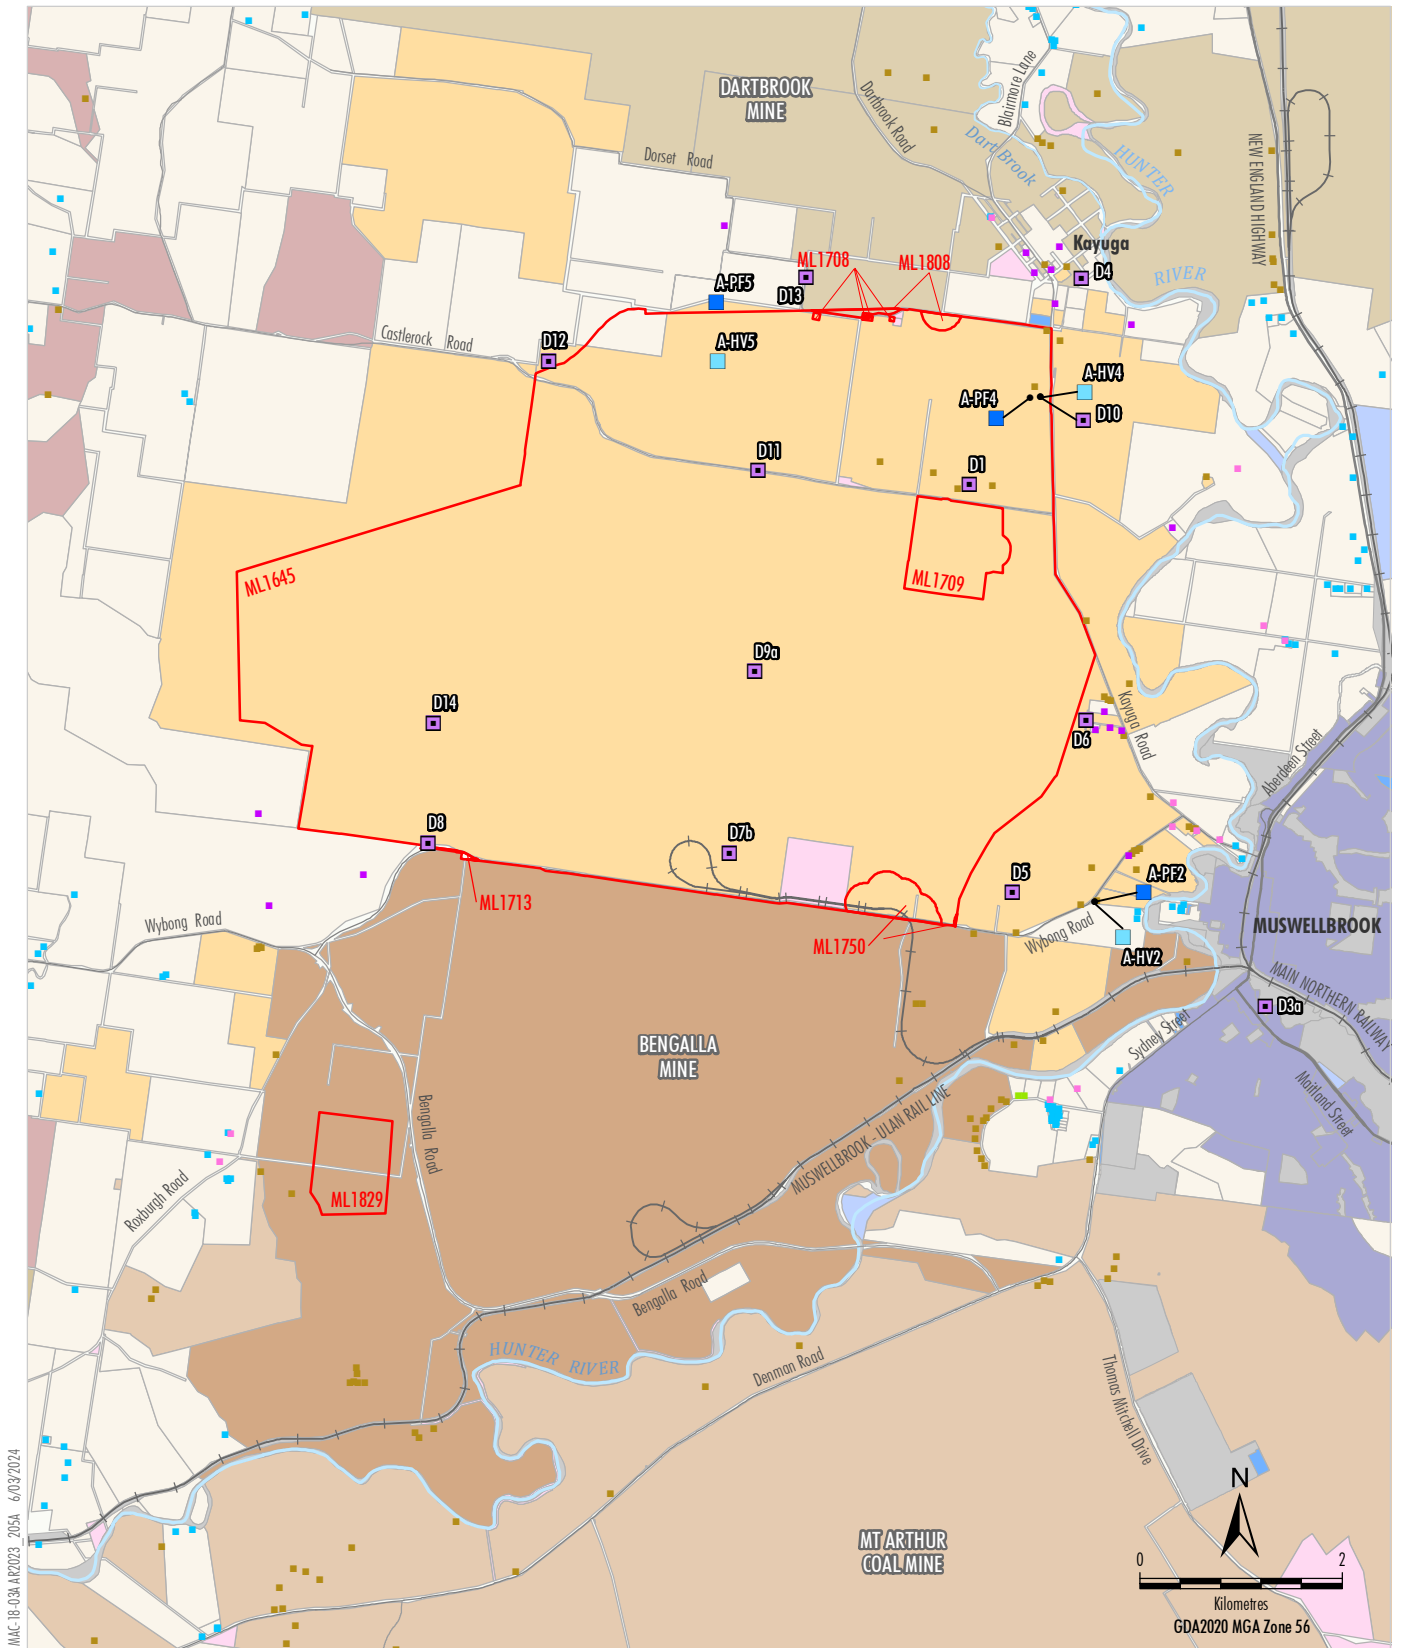 DARTBROOK
MINE
Blairmore Lane
Dartbrook Road
Dart Brook
HUNTER
RIVER
NEW ENGLAND HIGHWAY
Dorset Road
Kayuga
ML1708
ML1808
D4
A-PF5
D13
Castlerock Road
D12
A-HV5
A-HV4
A-PF4
D10
D11
D1
ML1645
ML1709
D9a
D14
D6
Kayuga Road
Aberdeen Street
D8
D7b
D5
A-PF2
ML1713
Wybong Road
ML1750
Wybong Road
A-HV2
MUSWELLBROOK
MAIN NORTHERN RAILWAY
D3a
BENGALLA
MINE
Sydney Street
Maitland Street
Bengalla Road
MUSWELLBROOK - ULAN RAIL LINE
Roxburgh Road
ML1829
Bengalla Road
HUNTER RIVER
Denman Road
Thomas Mitchell Drive
MT ARTHUR
COAL MINE
N
0 2
Kilometres
GDA2020 MGA Zone 56
MAC-18-03A AR2023_205A 6/03/2024